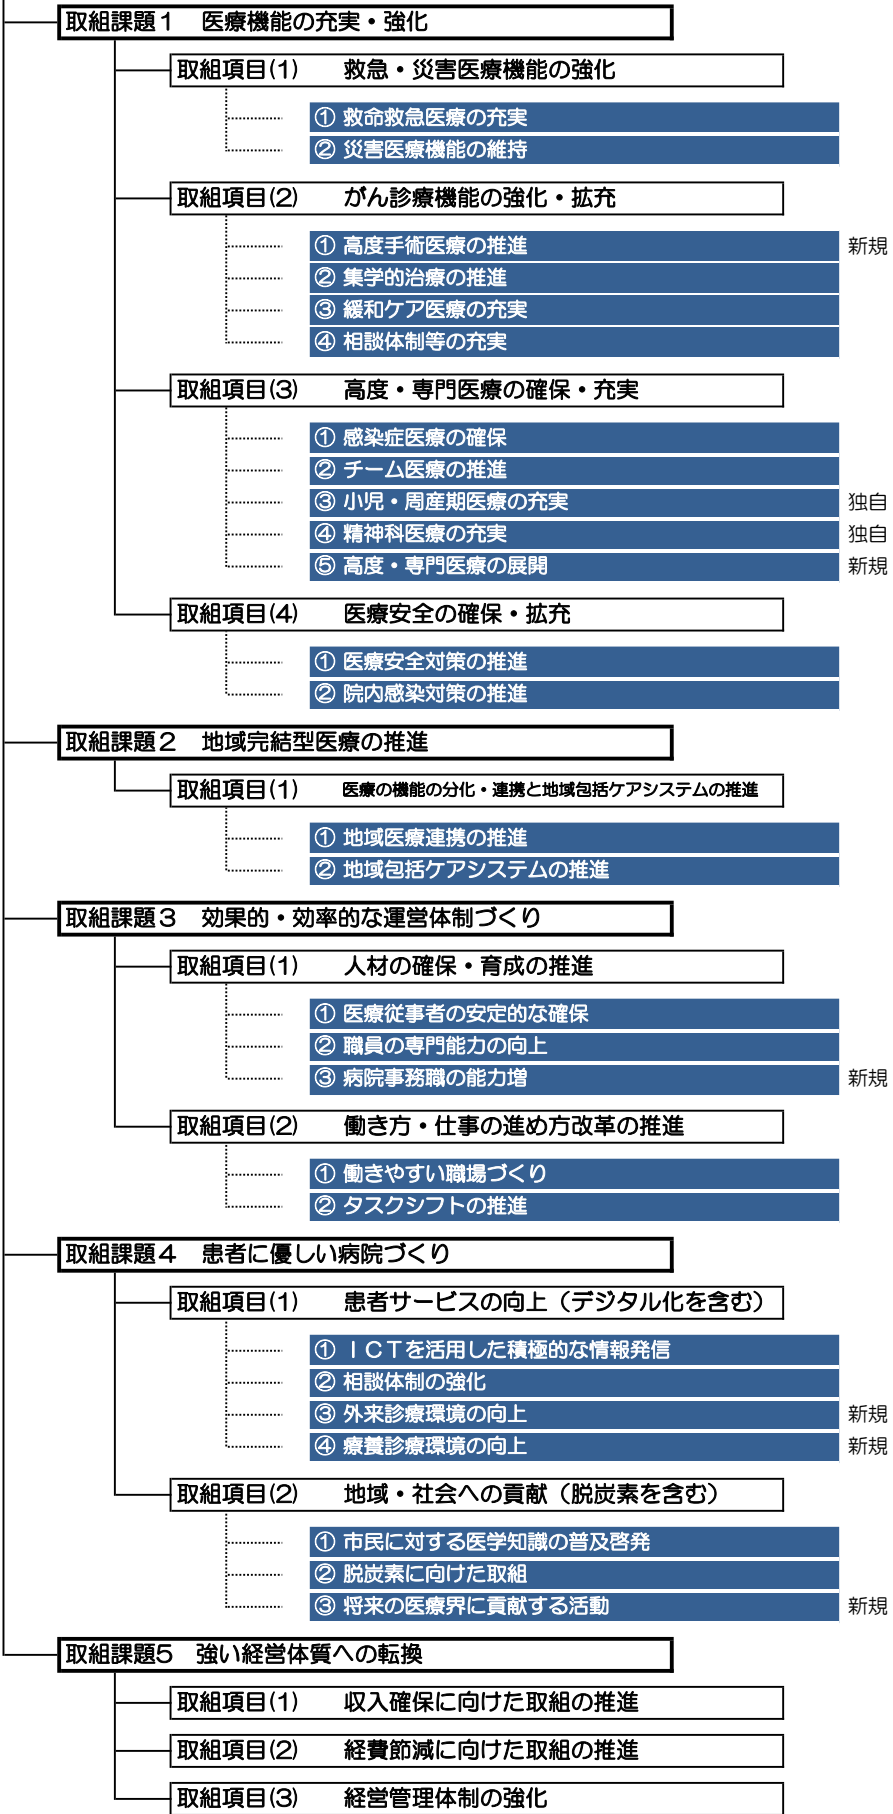 取組課題１　医療機能の充実・強化
取組項目(1)　救急・災害医療機能の強化
① 救命救急医療の充実
② 災害医療機能の維持
取組項目(2)　がん診療機能の強化・拡充
① 高度手術医療の推進　新規
② 集学的治療の推進
③ 緩和ケア医療の充実
④ 相談体制等の充実
取組項目(3)　高度・専門医療の確保・充実
① 感染症医療の確保
② チーム医療の推進
③ 小児・周産期医療の充実　独自
④ 精神科医療の充実　独自
⑤ 高度・専門医療の展開　新規
取組項目(4)　医療安全の確保・拡充
① 医療安全対策の推進
② 院内感染対策の推進
取組課題２　地域完結型医療の推進
取組項目(1)　医療の機能の分化・連携と地域包括ケアシステムの推進
① 地域医療連携の推進
② 地域包括ケアシステムの推進
取組課題３　効果的・効率的な運営体制づくり
取組項目(1)　人材の確保・育成の推進
① 医療従事者の安定的な確保
② 職員の専門能力の向上
③ 病院事務職の能力増　新規
取組項目(2)　働き方・仕事の進め方改革の推進
① 働きやすい職場づくり
② タスクシフトの推進
取組課題４　患者に優しい病院づくり
取組項目(1)　患者サービスの向上（デジタル化を含む）
① ＩＣＴを活用した積極的な情報発信
② 相談体制の強化
③ 外来診療環境の向上　新規
④ 療養診療環境の向上　新規
取組項目(2)　地域・社会への貢献（脱炭素を含む）
① 市民に対する医学知識の普及啓発
② 脱炭素に向けた取組
③ 将来の医療界に貢献する活動　新規
取組課題5　強い経営体質への転換
取組項目(1)　収入確保に向けた取組の推進
取組項目(2)　経費節減に向けた取組の推進
取組項目(3)　経営管理体制の強化